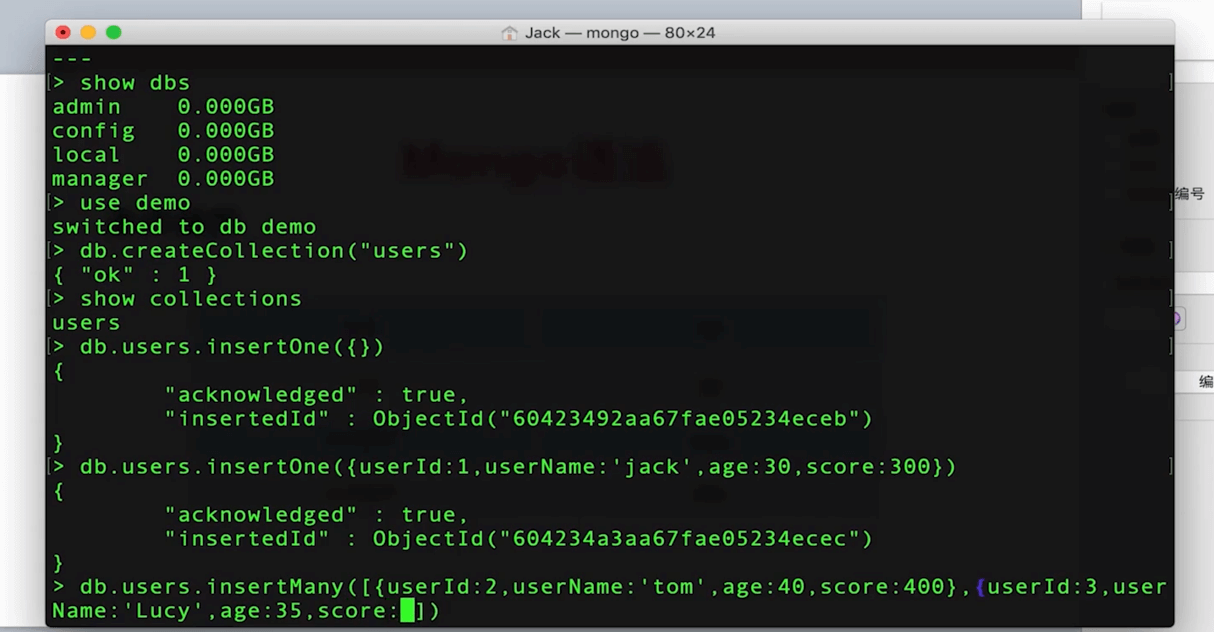 Jack — mongo — 80×24
---
> show dbs
admin    0.000GB
config   0.000GB
local    0.000GB
manager  0.000GB
> use demo
switched to db demo
> db.createCollection("users")
{ "ok" : 1 }
> show collections
users
> db.users.insertOne({})
{
        "acknowledged" : true,
        "insertedId" : ObjectId("60423492aa67fae05234eceb")
}
> db.users.insertOne({userId:1,userName:'jack',age:30,score:300})
{
        "acknowledged" : true,
        "insertedId" : ObjectId("604234a3aa67fae05234ecec")
}
> db.users.insertMany([{userId:2,userName:'tom',age:40,score:400},{userId:3,user
Name:'Lucy',age:35,score: ])
编号
编